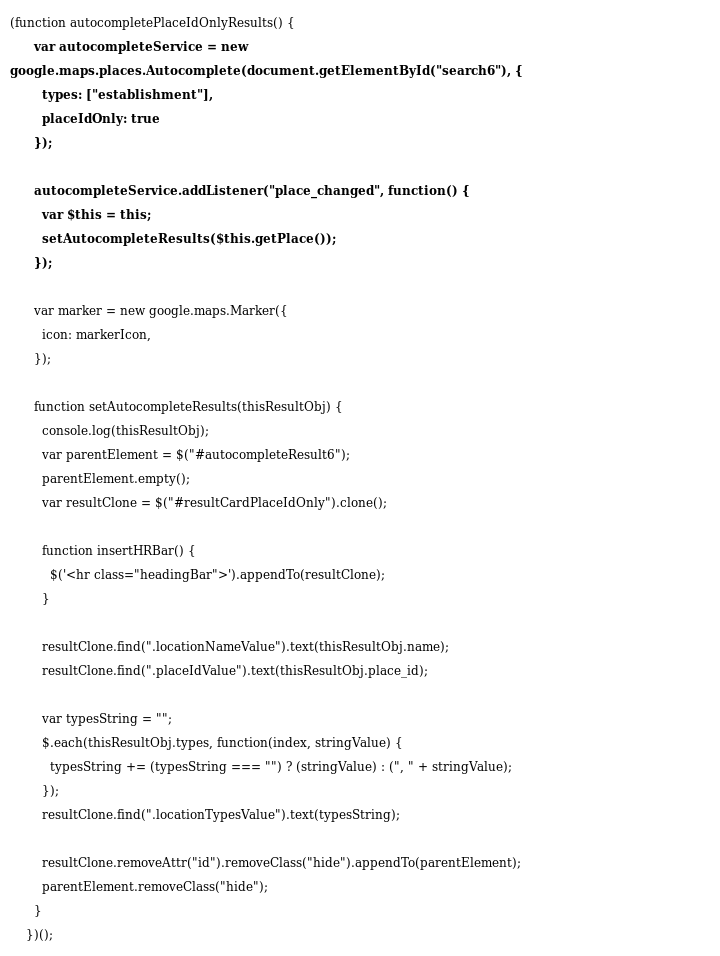 (function autocompletePlaceIdOnlyResults() {
var autocompleteService = new
google.maps.places.Autocomplete(document.getElementById("search6"), {
types: ["establishment"],
placeIdOnly: true
});
autocompleteService.addListener("place_changed", function() {
var $this = this;
setAutocompleteResults($this.getPlace());
});
var marker = new google.maps.Marker({
icon: markerIcon,
});
function setAutocompleteResults(thisResultObj) {
console.log(thisResultObj);
var parentElement = $("#autocompleteResult6");
parentElement.empty();
var resultClone = $("#resultCardPlaceIdOnly").clone();
function insertHRBar() {
$('<hr class="headingBar">').appendTo(resultClone);
}
resultClone.find(".locationNameValue").text(thisResultObj.name);
resultClone.find(".placeIdValue").text(thisResultObj.place_id);
var typesString = "";
$.each(thisResultObj.types, function(index, stringValue) {
typesString += (typesString === "") ? (stringValue) : (", " + stringValue);
});
resultClone.find(".locationTypesValue").text(typesString);
resultClone.removeAttr("id").removeClass("hide").appendTo(parentElement);
parentElement.removeClass("hide");
}
})();